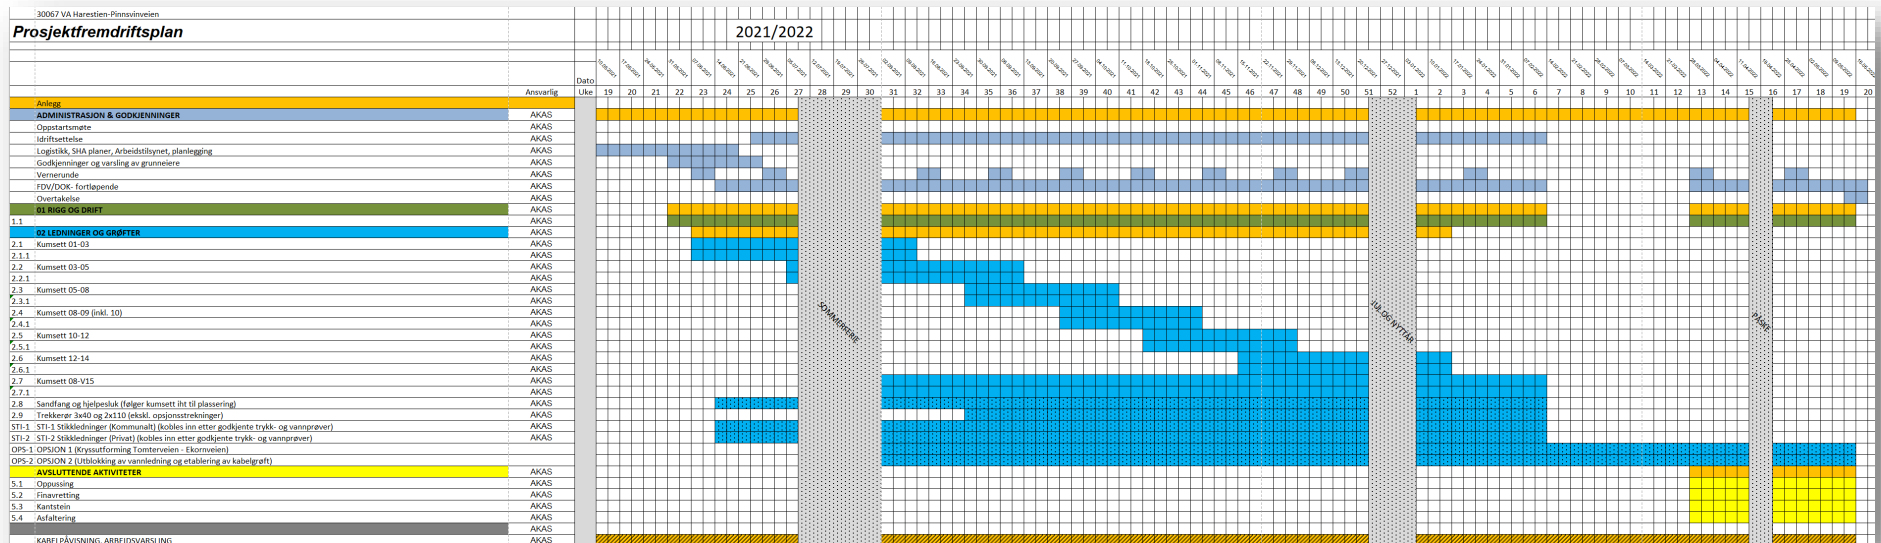 30067 VA Harestien-Pinnsvinveien
Prosjektfremdriftsplan 2021/2022
Dato
Ansvarlig Uke 19 20 21 22 23 24 25 26 27 28 29 30 31 32 33 34 35 36 37 38 39 40 41 42 43 44 45 46 47 48 49 50 51 52 1 2 3 4 5 6 7 8 9 10 11 12 13 14 15 16 17 18 19 20
Anlegg
ADMINISTRASJON & GODKJENNINGER AKAS
Oppstartsmøte AKAS
Idriftsettelse AKAS
Logistikk, SHA planer, Arbeidstilsynet, planlegging AKAS
Godkjenninger og varsling av grunneiere AKAS
Vernerunde AKAS
FDV/DOK- fortløpende AKAS
Overtakelse AKAS
01 RIGG OG DRIFT AKAS
1.1 AKAS
02 LEDNINGER OG GRØFTER AKAS
2.1 Kumsett 01-03 AKAS
2.1.1 AKAS
2.2 Kumsett 03-05 AKAS
2.2.1 AKAS
2.3 Kumsett 05-08 AKAS
2.3.1 AKAS
2.4 Kumsett 08-09 (inkl. 10) AKAS
2.4.1 AKAS
2.5 Kumsett 10-12 AKAS
2.5.1 AKAS
2.6 Kumsett 12-14 AKAS
2.6.1 AKAS
2.7 Kumsett 08-V15 AKAS
2.7.1 AKAS
2.8 Sandfang og hjelpesluk (følger kumsett iht til plassering) AKAS
2.9 Trekkerør 3x40 og 2x110 (ekskl. opsjonsstrekninger) AKAS
STI-1 STI-1 Stikkledninger (Kommunalt) (kobles inn etter godkjente trykk- og vannprøver) AKAS
STI-2 STI-2 Stikkledninger (Privat) (kobles inn etter godkjente trykk- og vannprøver) AKAS
OPS-1 OPSJON 1 (Kryssutforming Tomterveien - Ekornveien)
OPS-2 OPSJON 2 (Utblokking av vannledning og etablering av kabelgrøft)
AVSLUTTENDE AKTIVITETER AKAS
5.1 Oppussing AKAS
5.2 Finavretting AKAS
5.3 Kantstein AKAS
5.4 Asfaltering AKAS
AKAS
KABELPÅVISNING, ARBEIDSVARSLING AKAS
SOMMERFERIE
JUL OG NYTTÅR
PÅSKE